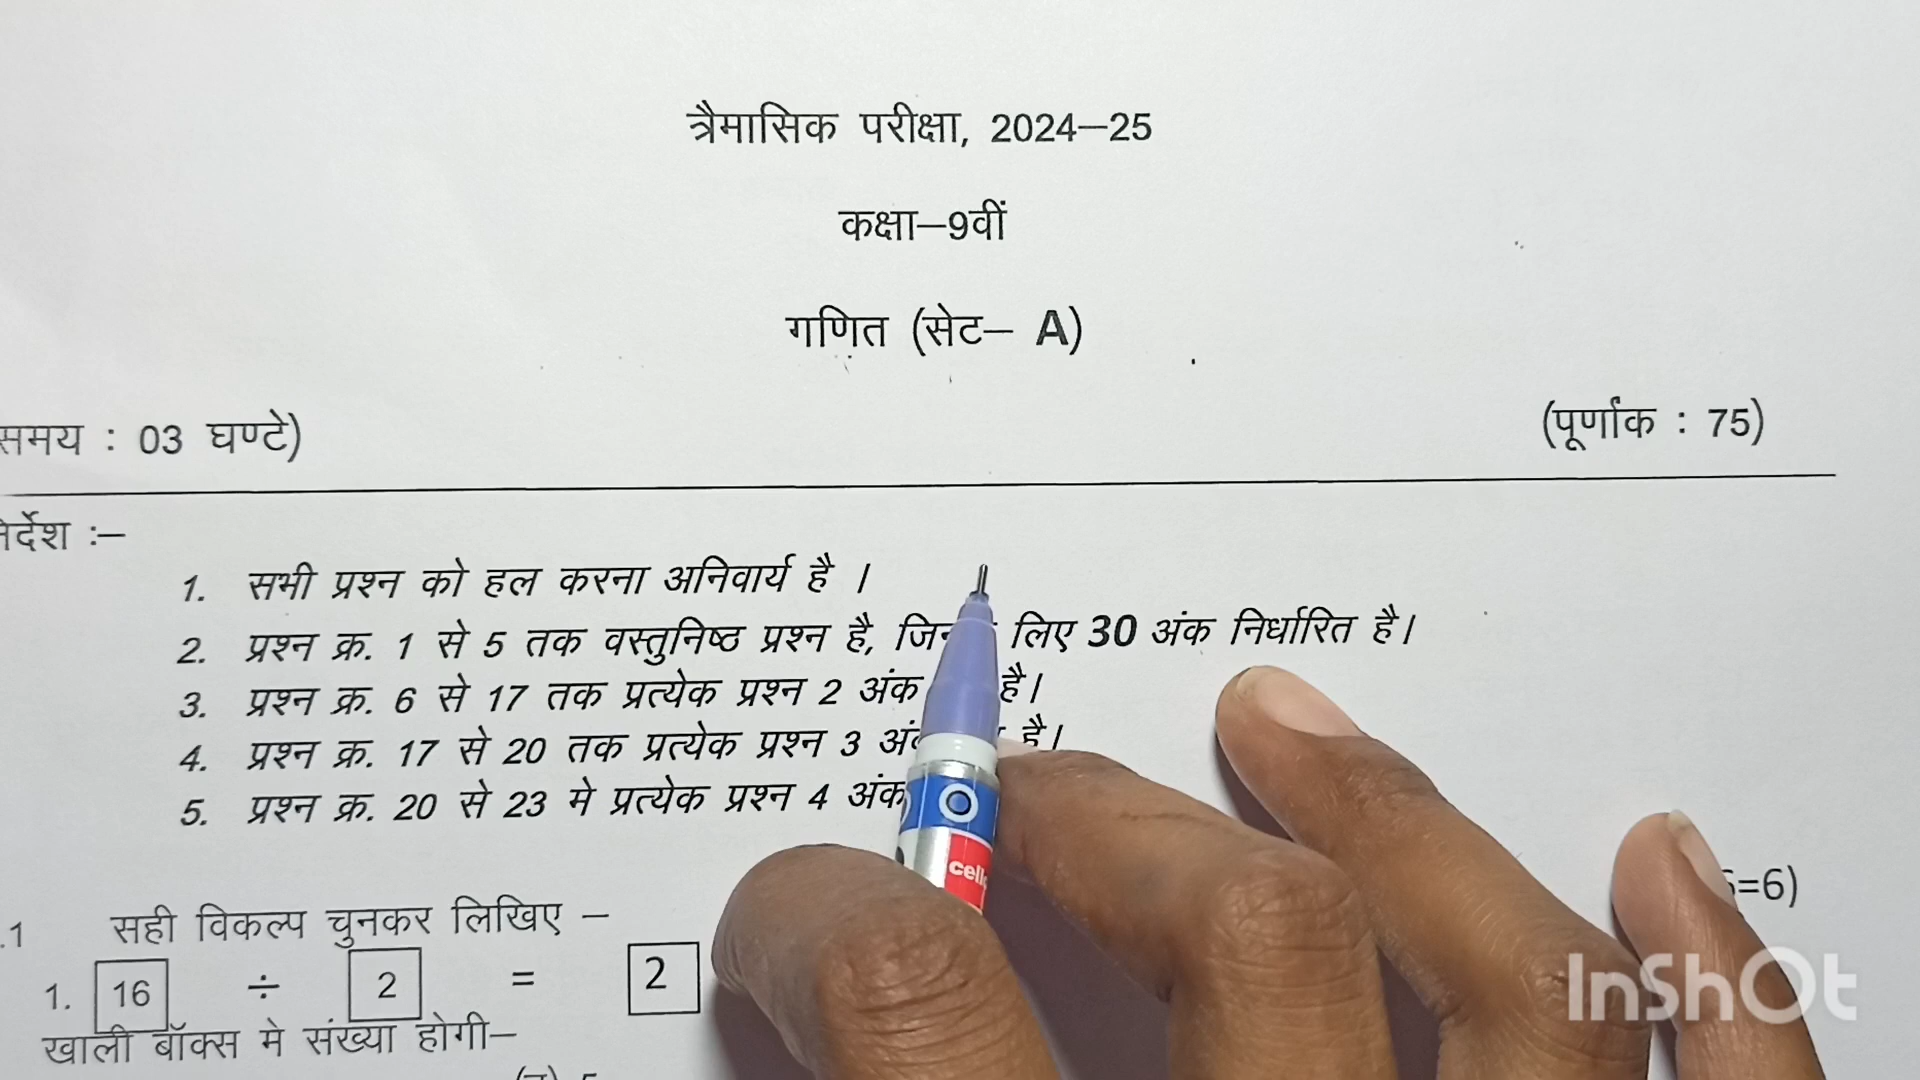 त्रैमासिक परीक्षा, 2024–25
कक्षा–9वीं
गणित (सेट– A)
समय : 03 घण्टे)
(पूर्णांक : 75)
निर्देश :–
1. सभी प्रश्न को हल करना अनिवार्य है ।
2. प्रश्न क्र. 1 से 5 तक वस्तुनिष्ठ प्रश्न है, लिए 30 अंक निर्धारित है।
3. प्रश्न क्र. 6 से 17 तक प्रत्येक प्रश्न 2 अंक है।
4. प्रश्न क्र. 17 से 20 तक प्रत्येक प्रश्न 3 है।
5. प्रश्न क्र. 20 से 23 मे प्रत्येक प्रश्न 4 अंक
=6)
.1 सही विकल्प चुनकर लिखिए –
1. 16 ÷ 2 = 2
खाली बॉक्स मे संख्या होगी–
cello
InShOt